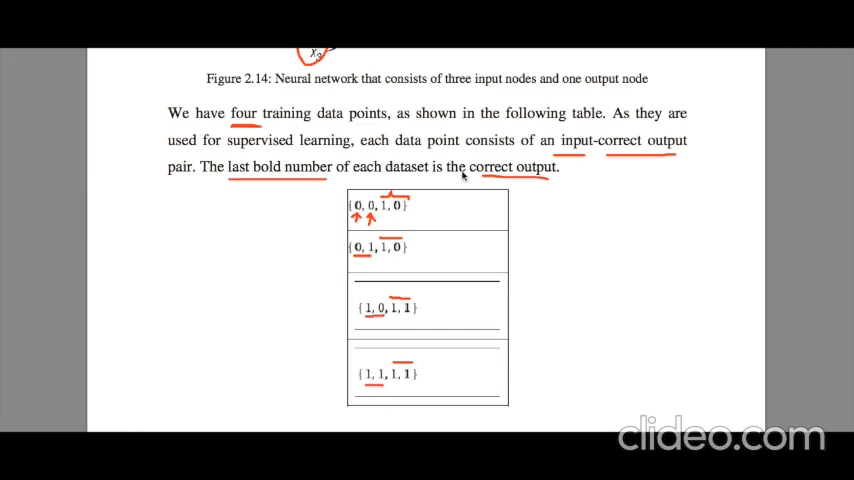 X3
Figure 2.14: Neural network that consists of three input nodes and one output node
We have four training data points, as shown in the following table. As they are
used for supervised learning, each data point consists of an input-correct output
pair. The last bold number of each dataset is the correct output.
{0, 0, 1, 0}
{0, 1, 1, 0}
{1, 0, 1, 1}
{1, 1, 1, 1}
clideo.com